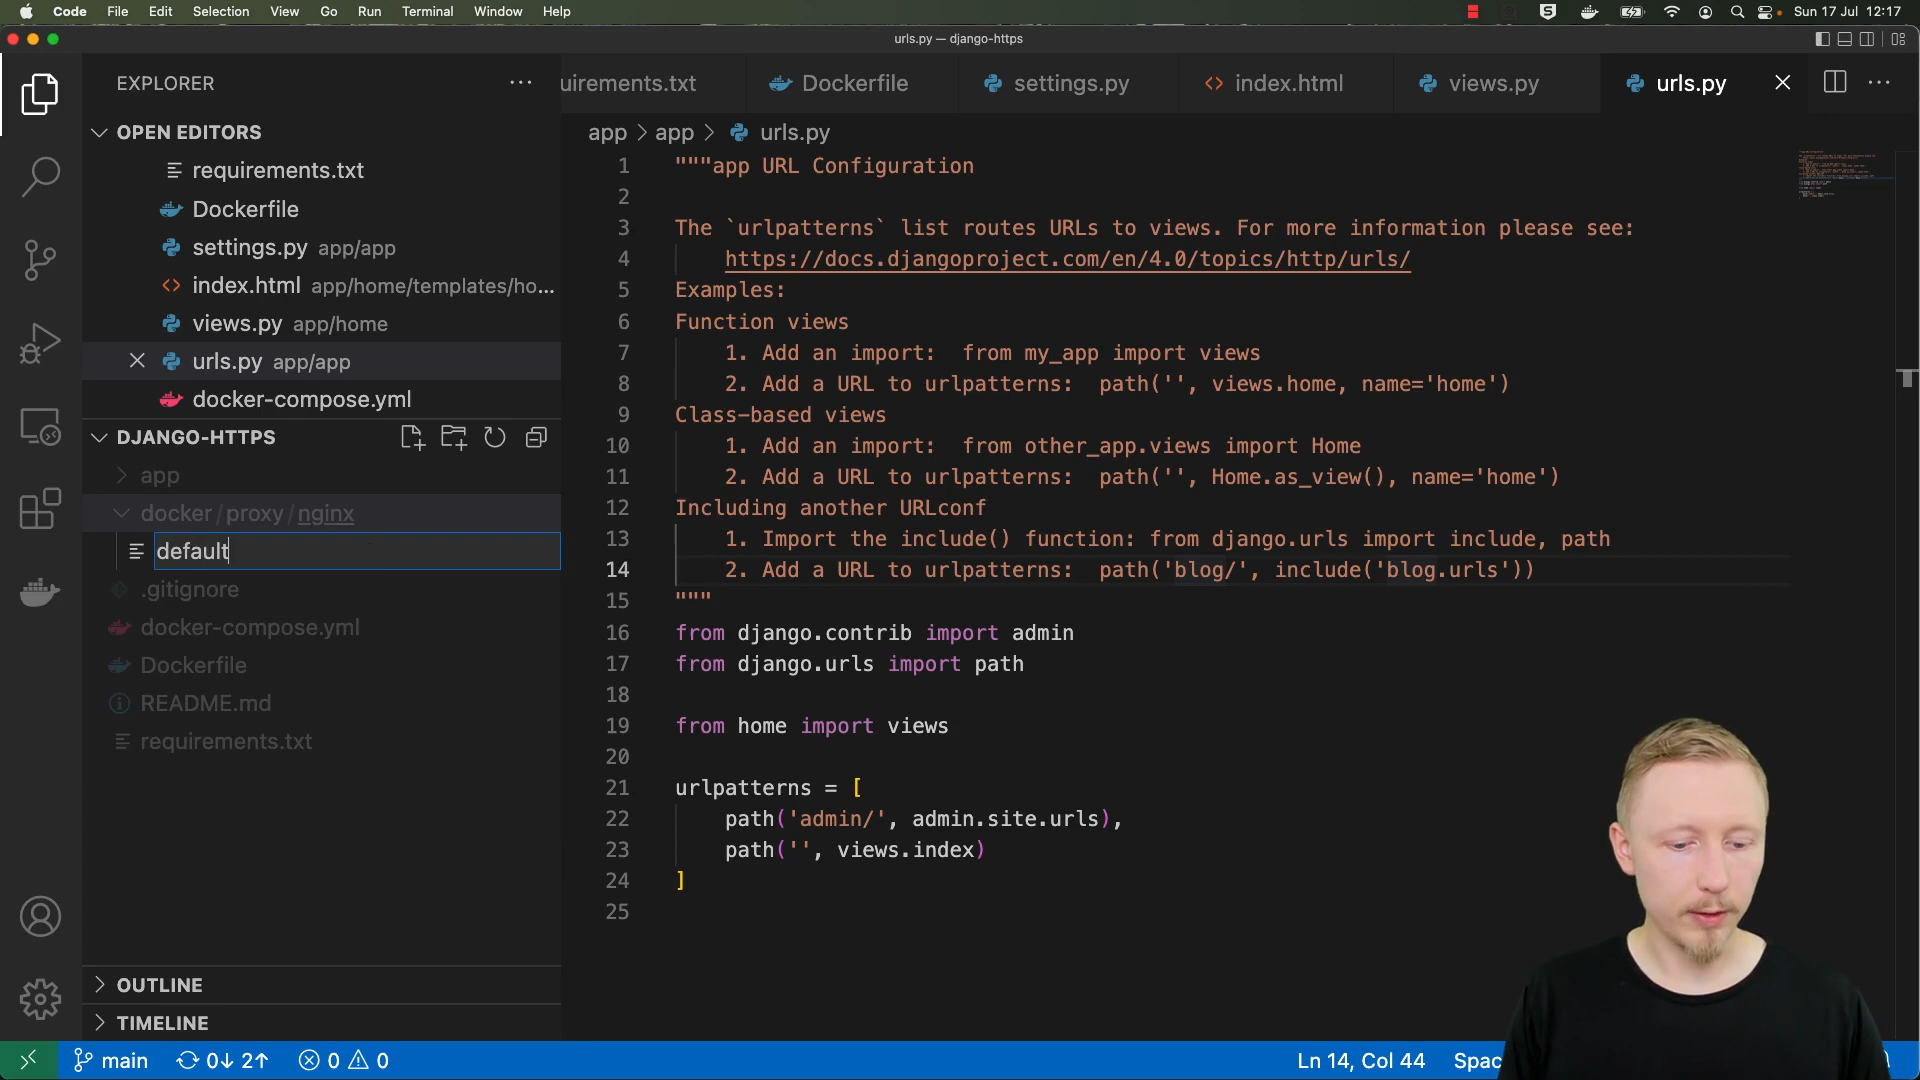 Code File Edit Selection View Go Run Terminal Window Help Sun 17 Jul 12:17
urls.py — django-https
EXPLORER
OPEN EDITORS
requirements.txt
Dockerfile
settings.py app/app
index.html app/home/templates/ho...
views.py app/home
urls.py app/app
docker-compose.yml
DJANGO-HTTPS
app
docker/proxy/nginx
default
.gitignore
docker-compose.yml
Dockerfile
README.md
requirements.txt
OUTLINE
TIMELINE
uirements.txt Dockerfile settings.py index.html views.py urls.py
app > app > urls.py
1 """app URL Configuration
2
3 The `urlpatterns` list routes URLs to views. For more information please see:
4 https://docs.djangoproject.com/en/4.0/topics/http/urls/
5 Examples:
6 Function views
7 1. Add an import:  from my_app import views
8 2. Add a URL to urlpatterns:  path('', views.home, name='home')
9 Class-based views
10 1. Add an import:  from other_app.views import Home
11 2. Add a URL to urlpatterns:  path('', Home.as_view(), name='home')
12 Including another URLconf
13 1. Import the include() function: from django.urls import include, path
14 2. Add a URL to urlpatterns:  path('blog/', include('blog.urls'))
15 """
16 from django.contrib import admin
17 from django.urls import path
18
19 from home import views
20
21 urlpatterns = [
22 path('admin/', admin.site.urls),
23 path('', views.index)
24 ]
25
main 0↓ 2↑ 0 0 Ln 14, Col 44 Spac